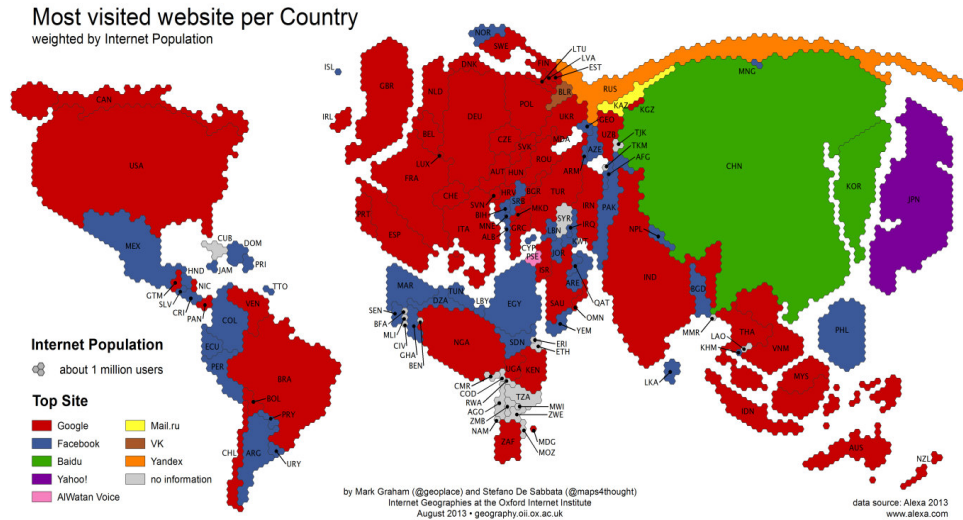 Most visited website per Country
weighted by Internet Population
NOR
SWE
LTU
LVA
EST
FIN
DNK
ISL
GBR
NLD
POL
BLR
RUS
MNG
CAN
IRL
DEU
BEL
CZE
SVK
UKR
MDA
GEO
KAZ
KGZ
UZB
TJK
TKM
AFG
USA
LUX
FRA
AUT
HUN
ROU
ARM
AZE
CHN
KOR
JPN
CHE
HRV
SRB
BGR
TUR
IRN
PAK
SVN
BIH
MKD
PRT
ESP
ITA
MNE
ALB
GRC
SYR
LBN
IRQ
KWT
NPL
MEX
CUB
DOM
CYP
PSE
JOR
ISR
IND
JAM
PRI
HND
NIC
GTM
SLV
CRI
PAN
TTO
MAR
TUN
DZA
LBY
EGY
ARE
SAU
QAT
OMN
YEM
BGD
MMR
THA
LAO
KHM
VNM
PHL
VEN
COL
ECU
PER
SEN
BFA
MLI
CIV
GHA
BEN
NGA
SDN
ERI
ETH
LKA
BRA
BOL
PRY
CHL
ARG
URY
CMR
COD
RWA
AGO
ZMB
NAM
UGA
KEN
TZA
MWI
ZWE
ZAF
MDG
MOZ
MYS
IDN
AUS
NZL
Internet Population
about 1 million users
Top Site
Google
Facebook
Baidu
Yahoo!
AlWatan Voice
Mail.ru
VK
Yandex
no information
by Mark Graham (@geoplace) and Stefano De Sabbata (@maps4thought)
Internet Geographies at the Oxford Internet Institute
August 2013 • geography.oii.ox.ac.uk
data source: Alexa 2013
www.alexa.com